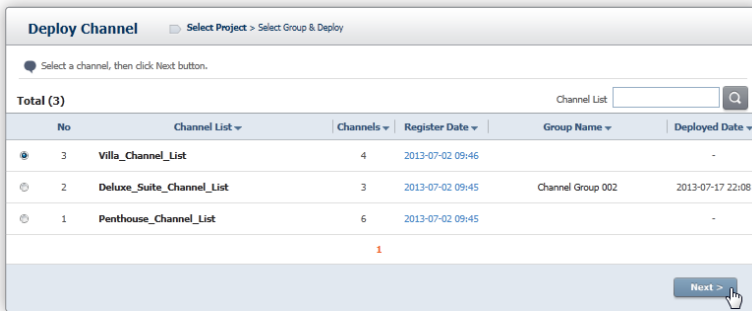 Deploy Channel Select Project > Select Group & Deploy
Select a channel, then click Next button.
Total (3) Channel List
No Channel List Channels Register Date Group Name Deployed Date
3 Villa_Channel_List 4 2013-07-02 09:46 -
2 Deluxe_Suite_Channel_List 3 2013-07-02 09:45 Channel Group 002 2013-07-17 22:08
1 Penthouse_Channel_List 6 2013-07-02 09:45 -
1
Next >